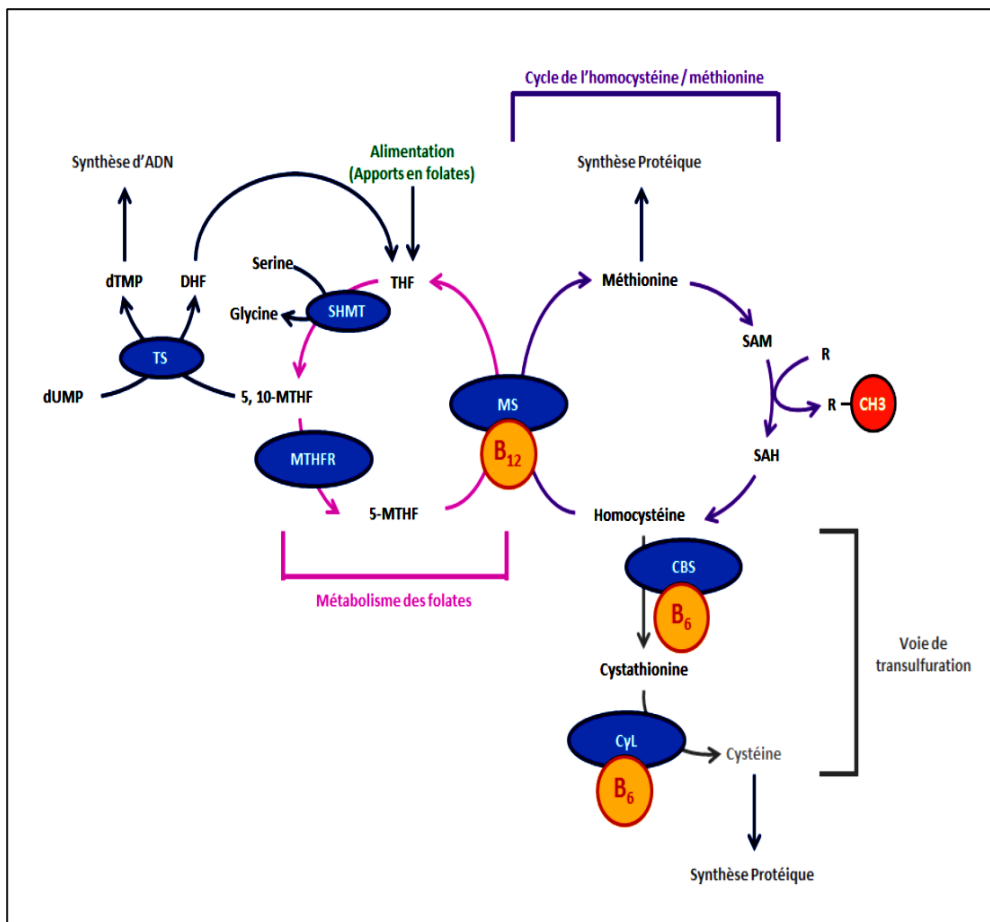 Cycle de l'homocystéine / méthionine
Synthèse d'ADN
Alimentation
(Apports en folates)
Synthèse Protéique
dTMP
DHF
Serine
THF
Méthionine
Glycine
SHMT
SAM
TS
R
dUMP
5, 10-MTHF
MS
R
CH3
MTHFR
B12
SAH
5-MTHF
Homocystéine
CBS
Métabolisme des folates
B6
Voie de
transulfuration
Cystathionine
CyL
Cystéine
B6
Synthèse Protéique